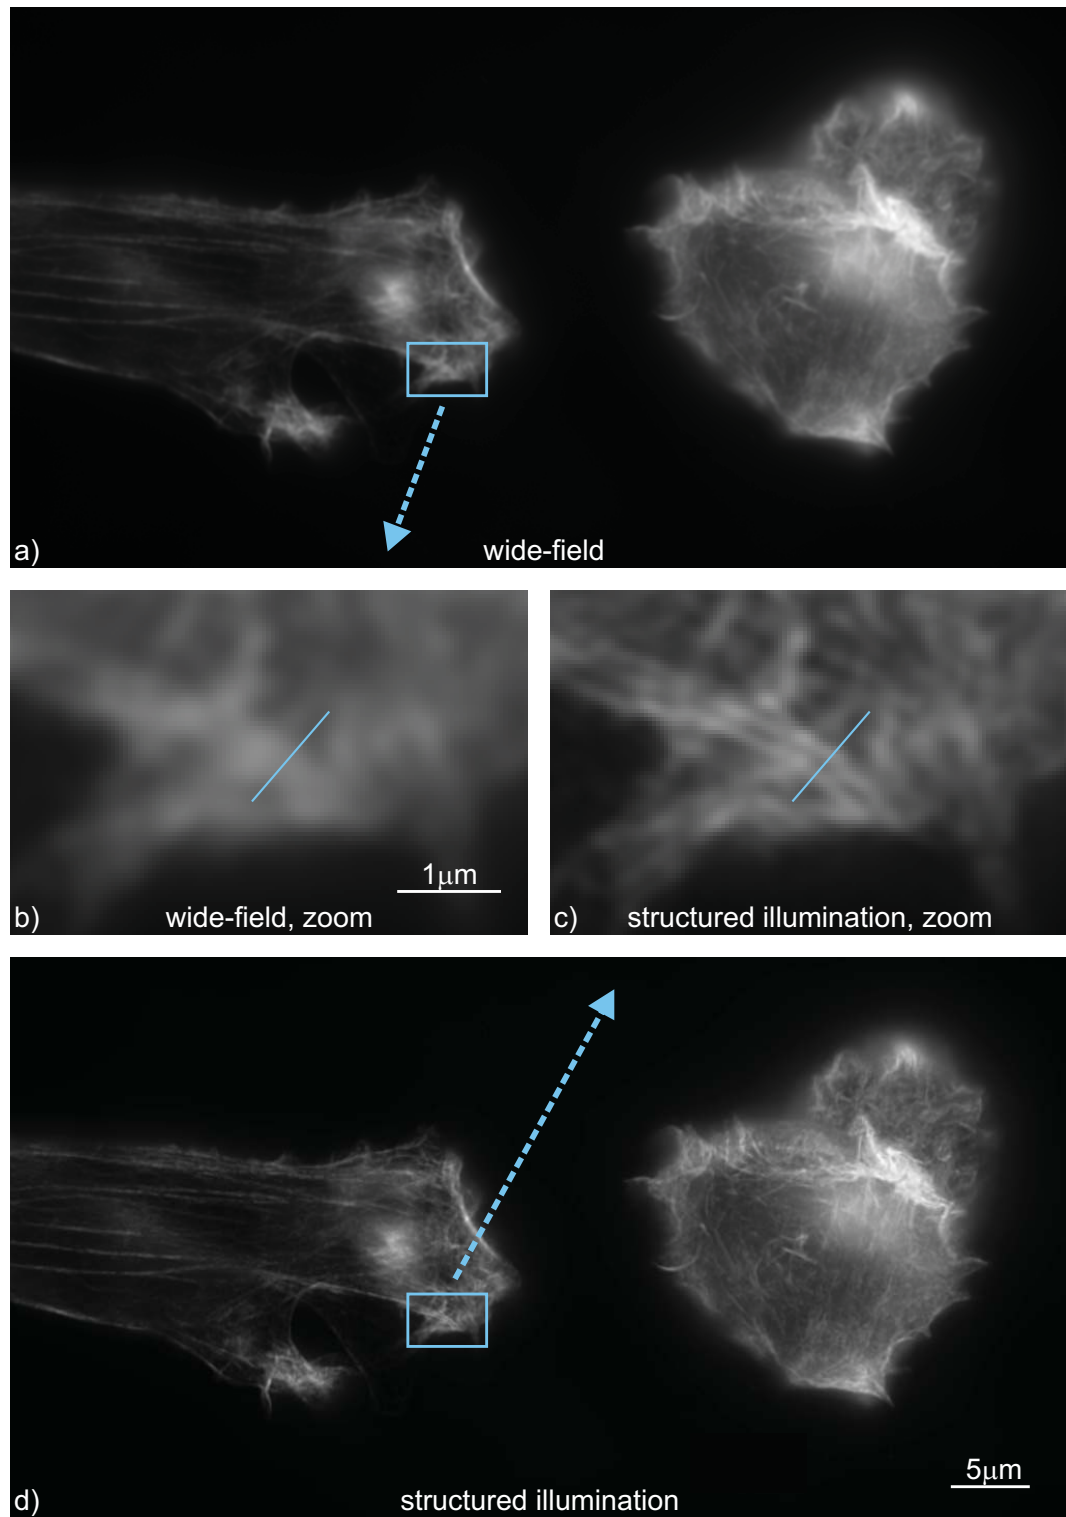 a) wide-field
1μm
b) wide-field, zoom
c) structured illumination, zoom
5μm
d) structured illumination